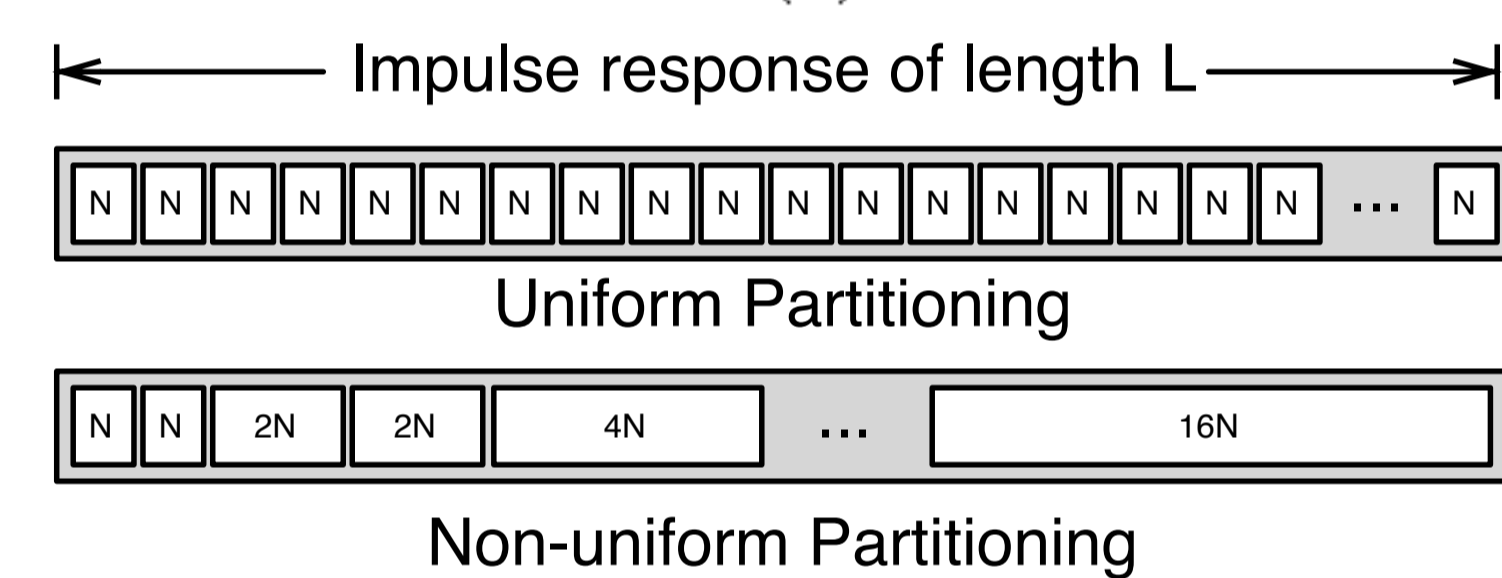 Impulse response of length L
N N N N N N N N N N N N N N N N N N ... N
Uniform Partitioning
N N 2N 2N 4N ... 16N
Non-uniform Partitioning